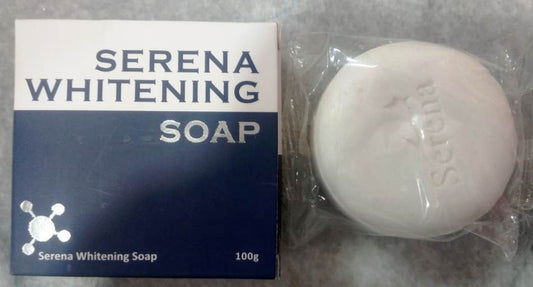 SERENA
WHITENING
SOAP
Serena Whitening Soap 100g
Serena